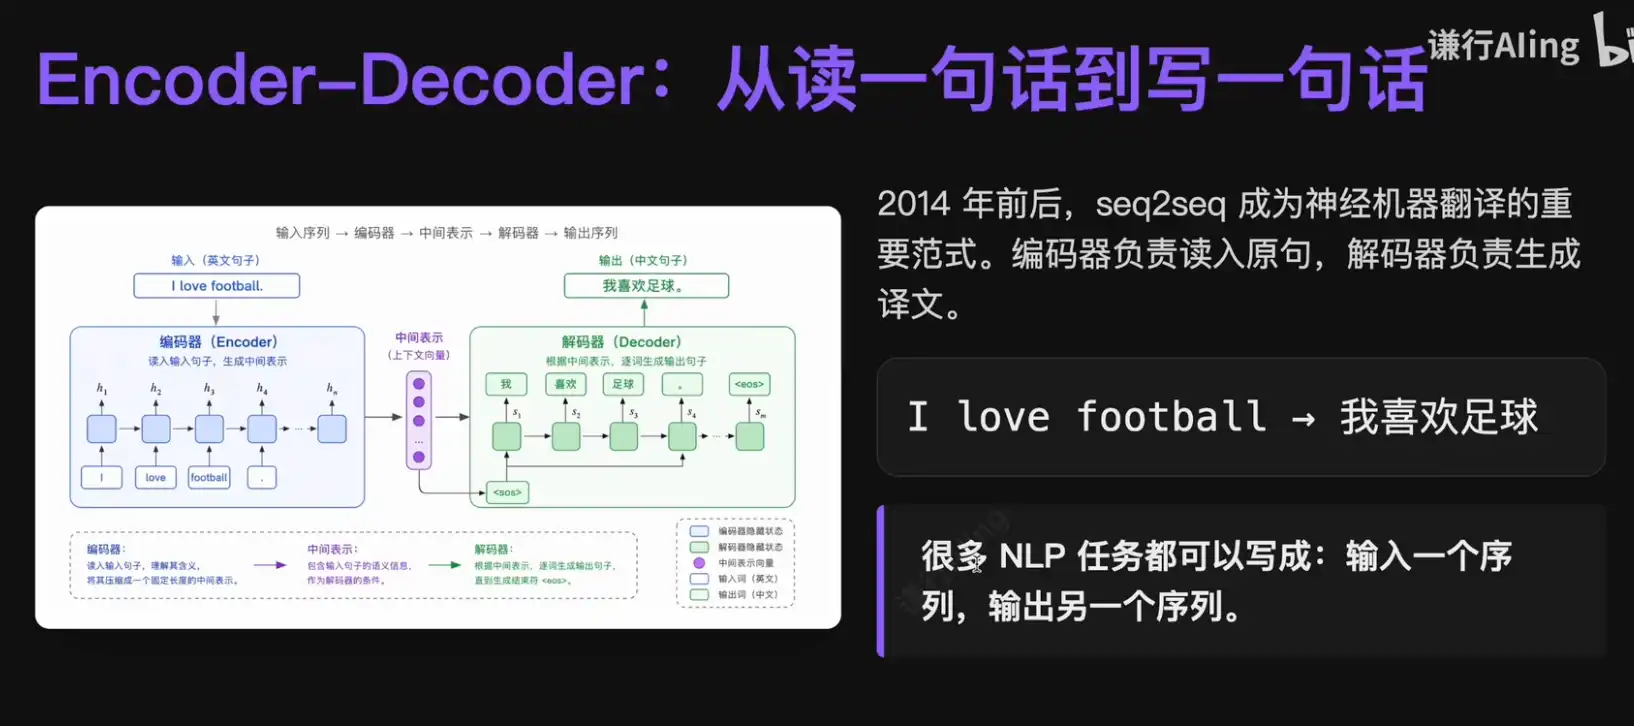 谦行AIing
Encoder–Decoder：从读一句话到写一句话
输入序列 → 编码器 → 中间表示 → 解码器 → 输出序列
输入（英文句子）
I love football.
编码器（Encoder）
读入输入句子，生成中间表示
h1 h2 h3 h4 hn
...
I love football .
中间表示
（上下文向量）
...
输出（中文句子）
我喜欢足球。
解码器（Decoder）
根据中间表示，逐词生成输出句子
我 喜欢 足球 。 <eos>
s1 s2 s3 s4 sm
...
<sos>
编码器：
读入输入句子，理解其含义，
将其压缩成一个固定长度的中间表示。
中间表示：
包含输入句子的语义信息，
作为解码器的条件。
解码器：
根据中间表示，逐词生成输出句子，
直到生成结束符 <eos>。
编码器隐藏状态
解码器隐藏状态
中间表示向量
输入词（英文）
输出词（中文）
2014 年前后，seq2seq 成为神经机器翻译的重
要范式。编码器负责读入原句，解码器负责生成
译文。
I love football → 我喜欢足球
很多 NLP 任务都可以写成：输入一个序
列，输出另一个序列。